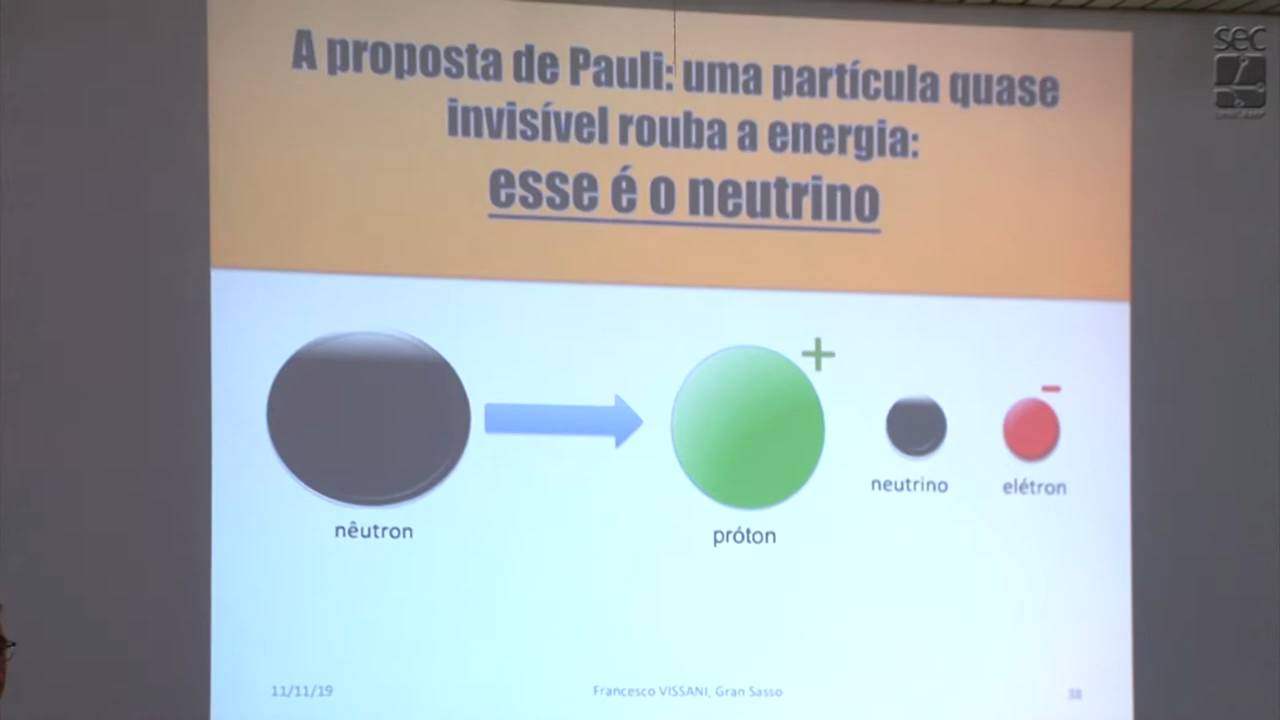 sec
A proposta de Pauli: uma partícula quase
invisível rouba a energia:
esse é o neutrino
+
-
neutrino
elétron
nêutron
próton
11/11/19
Francesco VISSANI, Gran Sasso
38